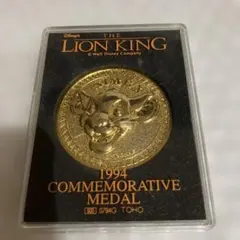 Disney's
THE
LION KING
© Walt Disney Company
1994
COMMEMORATIVE
MEDAL
TOHO